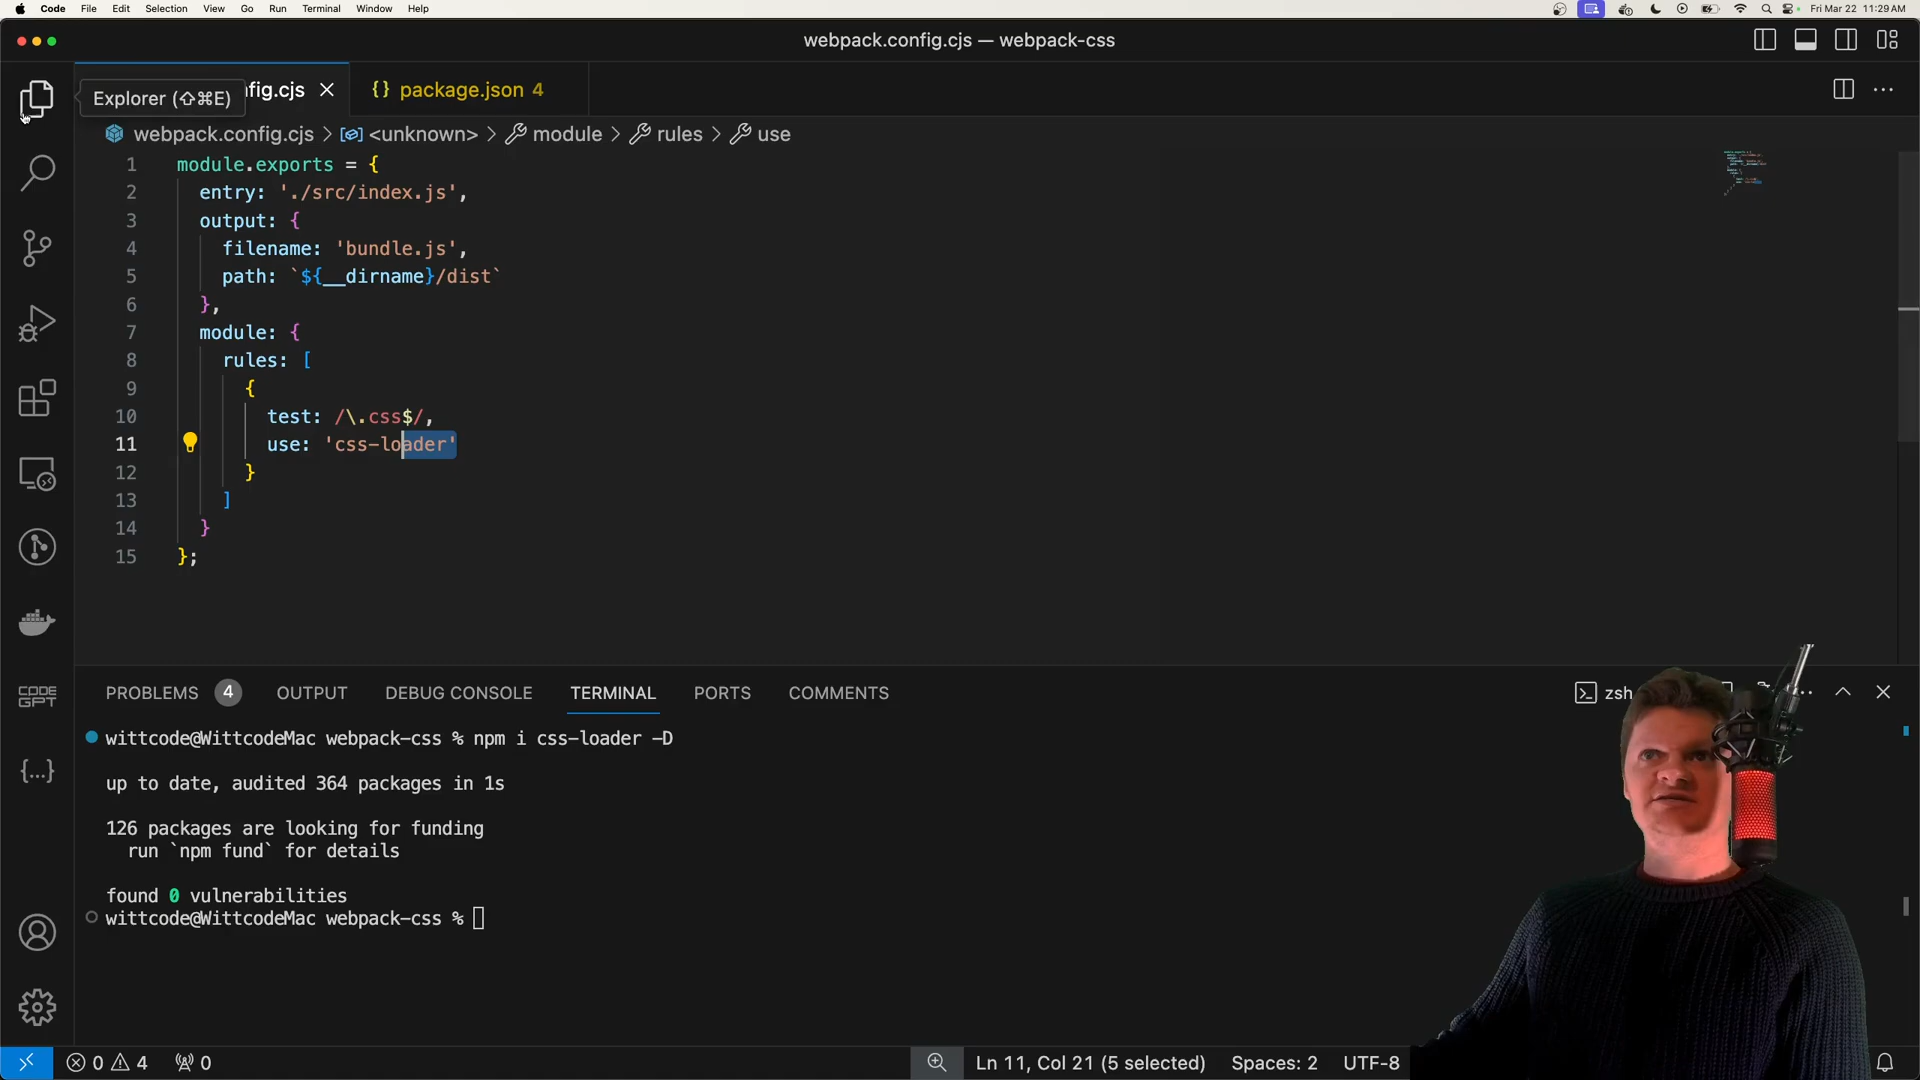 Code File Edit Selection View Go Run Terminal Window Help Fri Mar 22 11:29 AM
webpack.config.cjs — webpack-css
Explorer (⇧⌘E) fig.cjs {} package.json 4
webpack.config.cjs > <unknown> > module > rules > use
1 module.exports = {
2 entry: './src/index.js',
3 output: {
4 filename: 'bundle.js',
5 path: `${__dirname}/dist`
6 },
7 module: {
8 rules: [
9 {
10 test: /\.css$/,
11 use: 'css-loader'
12 }
13 ]
14 }
15 };
PROBLEMS 4 OUTPUT DEBUG CONSOLE TERMINAL PORTS COMMENTS zsh
wittcode@WittcodeMac webpack-css % npm i css-loader -D
up to date, audited 364 packages in 1s
126 packages are looking for funding
run `npm fund` for details
found 0 vulnerabilities
wittcode@WittcodeMac webpack-css %
CODE
GPT
{...}
0 4 0 Ln 11, Col 21 (5 selected) Spaces: 2 UTF-8